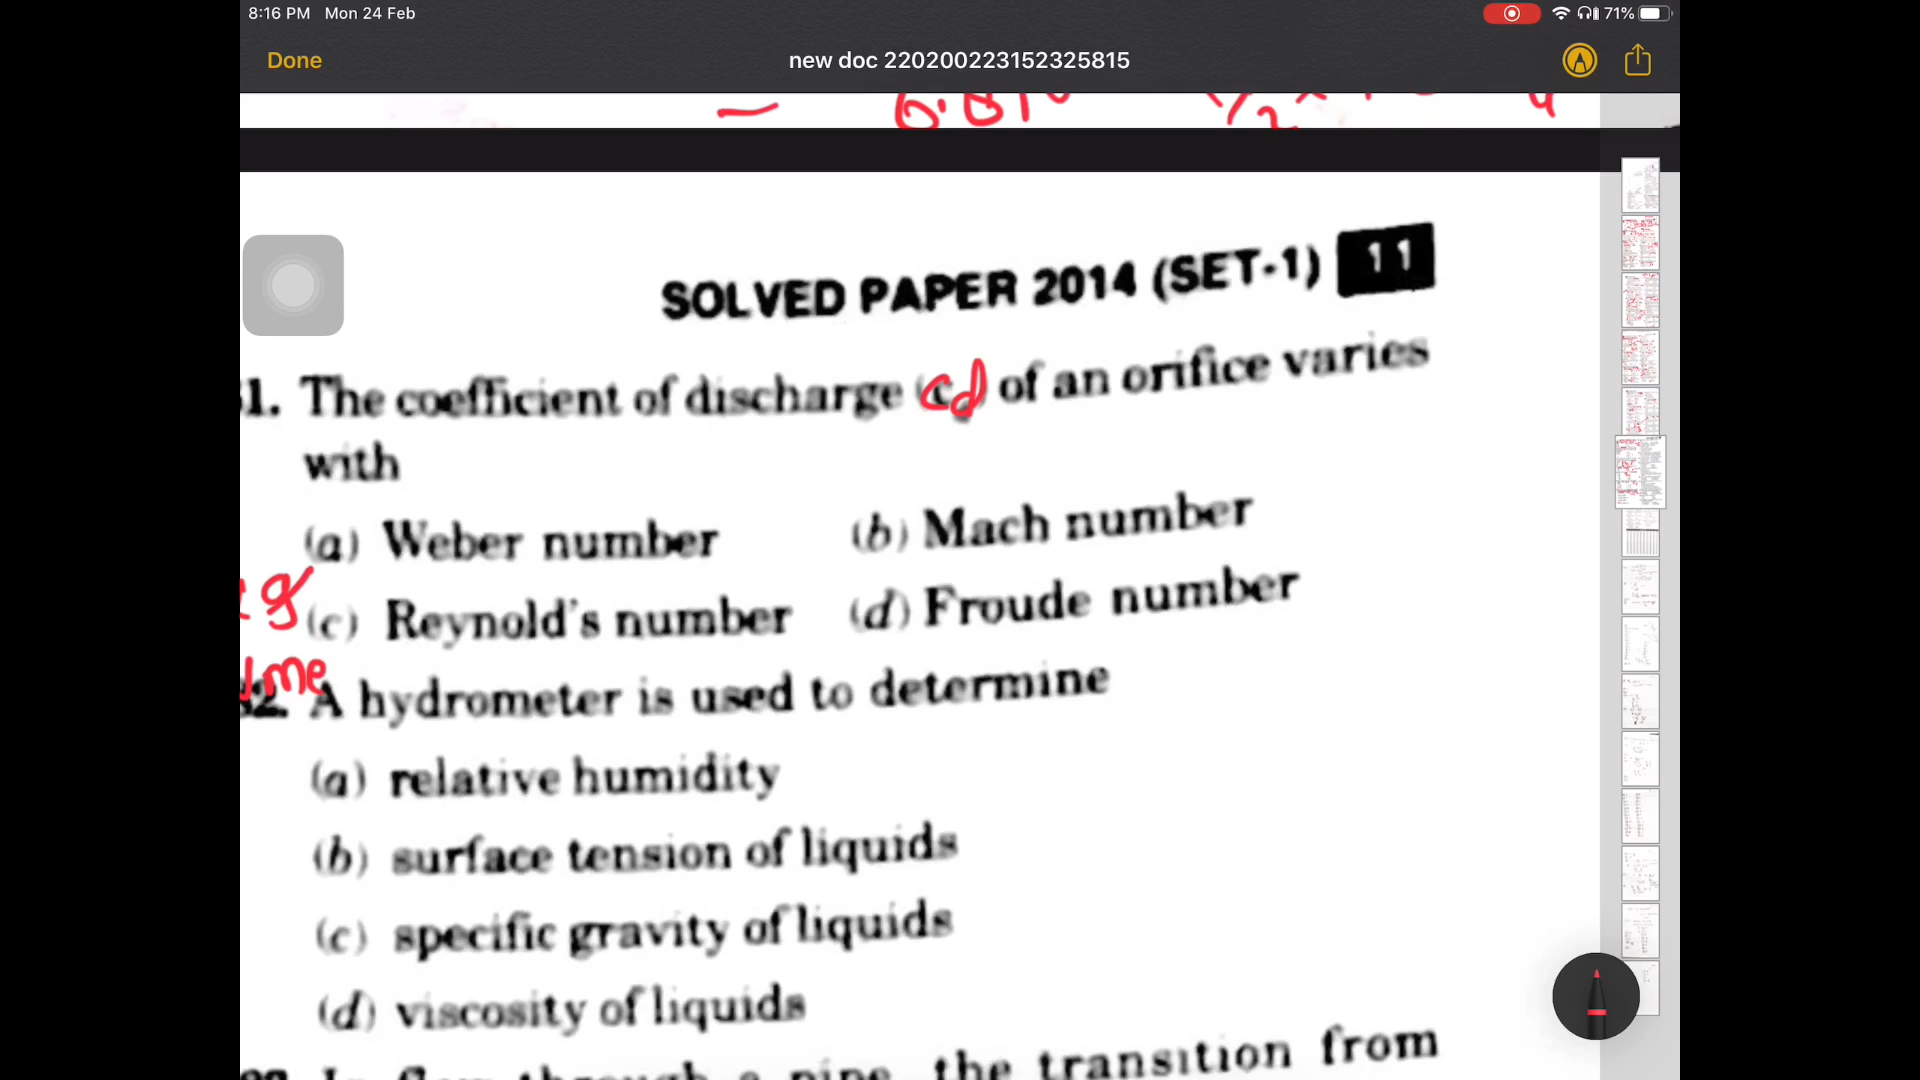 8:16 PM Mon 24 Feb
71%
Done
new doc 220200223152325815
SOLVED PAPER 2014 (SET-1) 11
1. The coefficient of discharge (cd) of an orifice varies
with
(a) Weber number (b) Mach number
(c) Reynold's number (d) Froude number
2. A hydrometer is used to determine
(a) relative humidity
(b) surface tension of liquids
(c) specific gravity of liquids
(d) viscosity of liquids
pipe, the transition from